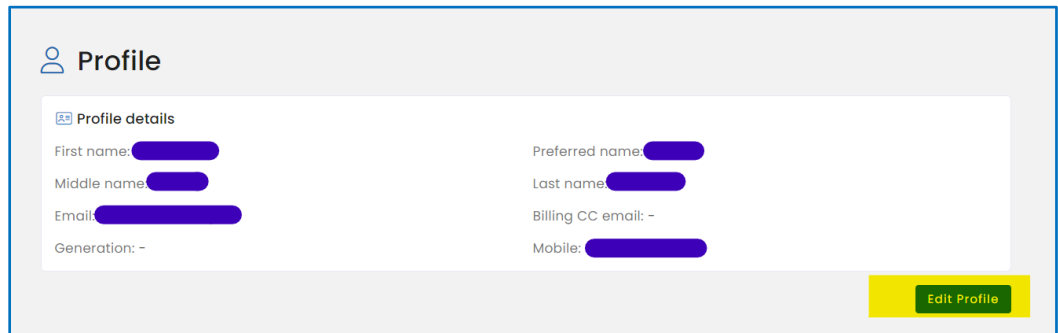 Profile
Profile details
First name:
Preferred name:
Middle name:
Last name:
Email:
Billing CC email: -
Generation: -
Mobile:
Edit Profile